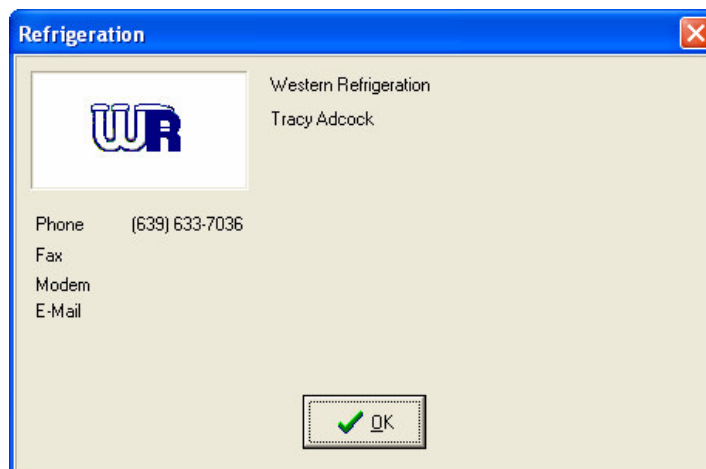 Refrigeration
WR
Western Refrigeration
Tracy Adcock
Phone (639) 633-7036
Fax
Modem
E-Mail
OK